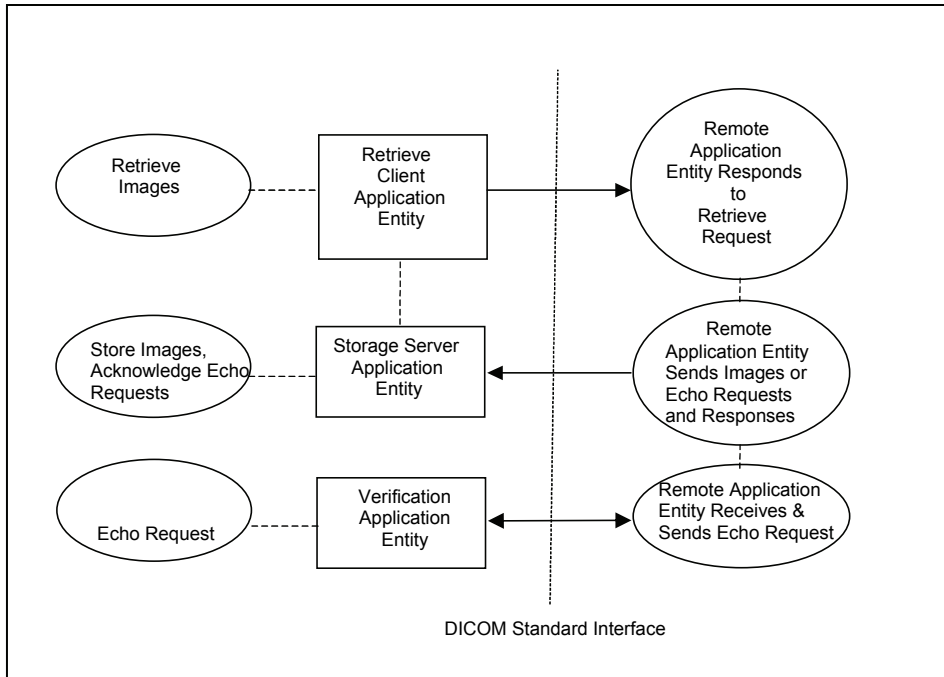 Retrieve
Images
Retrieve
Client
Application
Entity
Remote
Application
Entity Responds
to
Retrieve
Request
Store Images,
Acknowledge Echo
Requests
Storage Server
Application
Entity
Remote
Application Entity
Sends Images or
Echo Requests
and Responses
Echo Request
Verification
Application
Entity
Remote Application
Entity Receives &
Sends Echo Request
DICOM Standard Interface